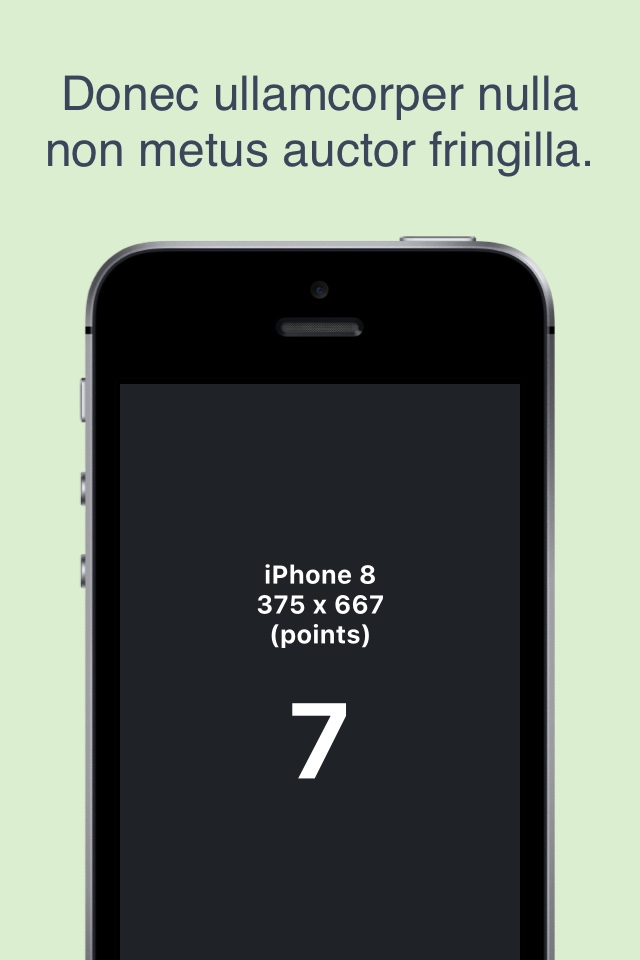 Donec ullamcorper nulla
non metus auctor fringilla.
iPhone 8
375 x 667
(points)
7